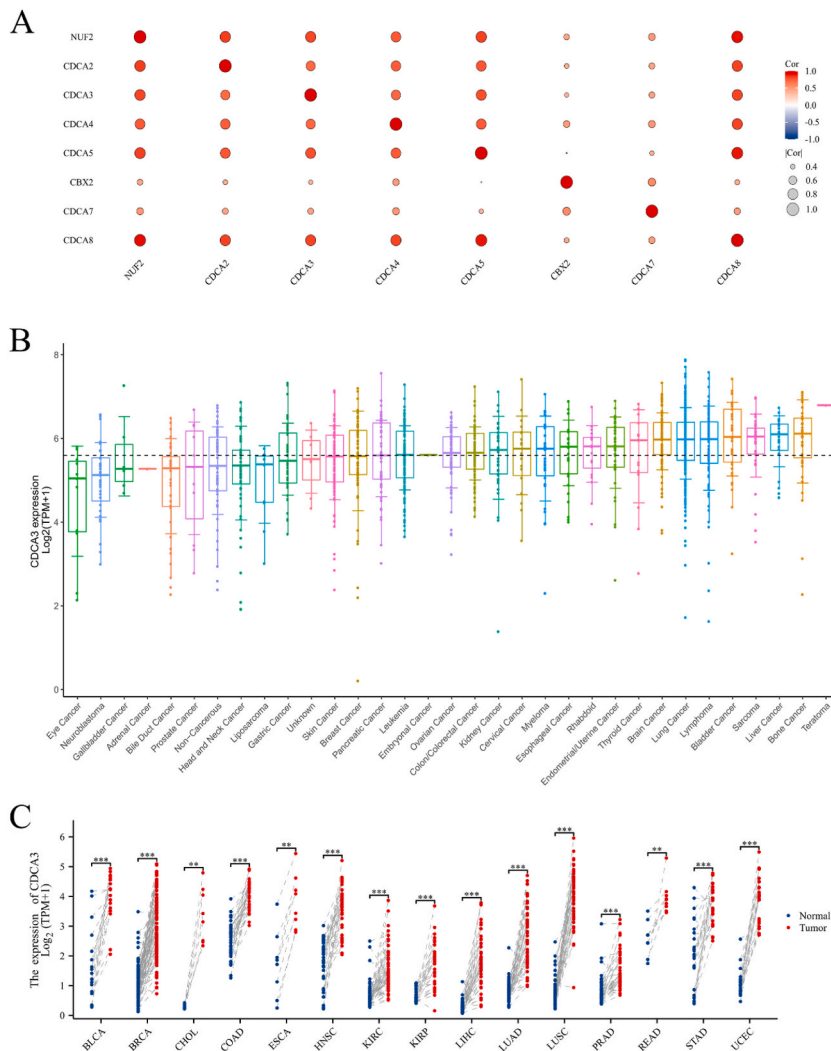 A
NUF2
CDCA2
CDCA3
CDCA4
CDCA5
CBX2
CDCA7
CDCA8
NUF2
CDCA2
CDCA3
CDCA4
CDCA5
CBX2
CDCA7
CDCA8
Cor
1.0
0.5
0.0
-0.5
-1.0
|Cor|
0.4
0.6
0.8
1.0
B
CDCA3 expression
Log2(TPM+1)
8
6
4
2
0
Eye Cancer
Neuroblastoma
Gallbladder Cancer
Adrenal Cancer
Bile Duct Cancer
Prostate Cancer
Non-Cancerous
Head and Neck Cancer
Liposarcoma
Gastric Cancer
Unknown
Skin Cancer
Breast Cancer
Pancreatic Cancer
Leukemia
Embryonal Cancer
Ovarian Cancer
Colon/Colorectal Cancer
Kidney Cancer
Cervical Cancer
Myeloma
Esophageal Cancer
Rhabdoid
Endometrial/Uterine Cancer
Thyroid Cancer
Brain Cancer
Lung Cancer
Lymphoma
Bladder Cancer
Sarcoma
Liver Cancer
Bone Cancer
Teratoma
C
The expression of CDCA3
Log2 (TPM+1)
6
5
4
3
2
1
0
*** *** ** *** ** *** *** *** *** *** *** *** ** *** ***
BLCA
BRCA
CHOL
COAD
ESCA
HNSC
KIRC
KIRP
LIHC
LUAD
LUSC
PRAD
READ
STAD
UCEC
Normal
Tumor